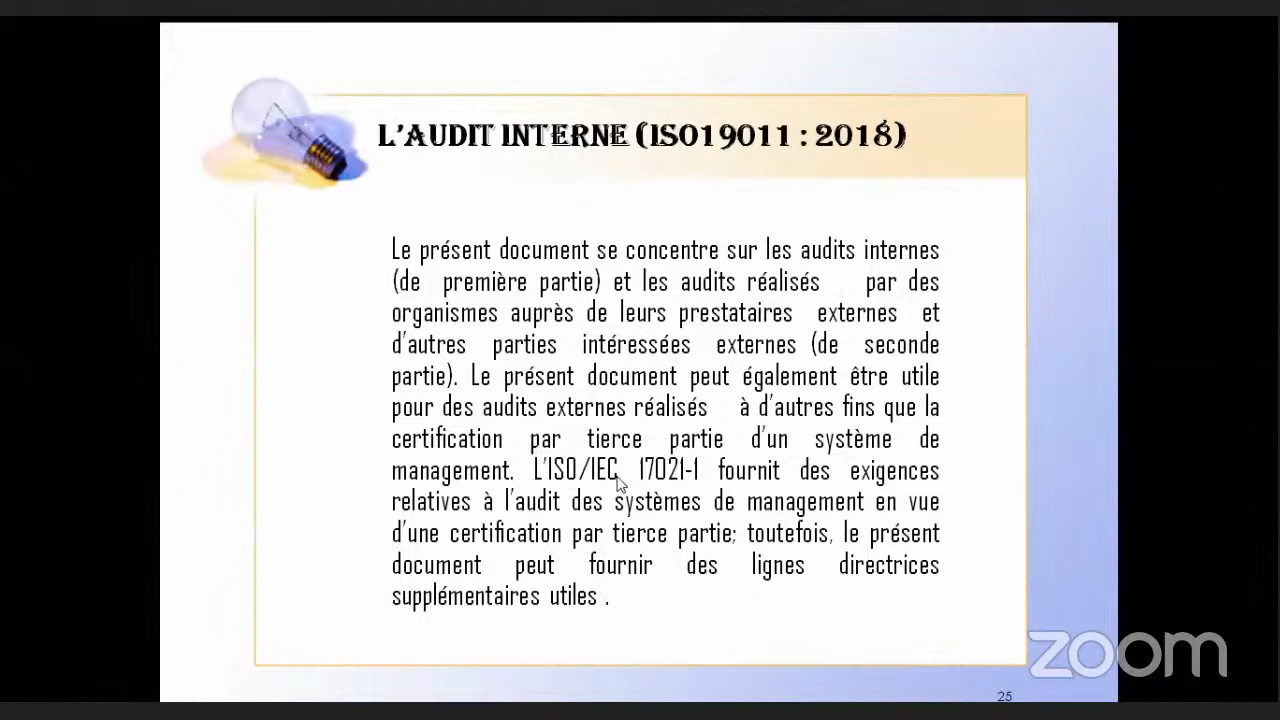 L'AUDIT INTERNE (ISO19011 : 2018)
Le présent document se concentre sur les audits internes
(de première partie) et les audits réalisés par des
organismes auprès de leurs prestataires externes et
d'autres parties intéressées externes (de seconde
partie). Le présent document peut également être utile
pour des audits externes réalisés à d'autres fins que la
certification par tierce partie d'un système de
management. L'ISO/IEC 17021-1 fournit des exigences
relatives à l'audit des systèmes de management en vue
d'une certification par tierce partie; toutefois, le présent
document peut fournir des lignes directrices
supplémentaires utiles .
zoom
25